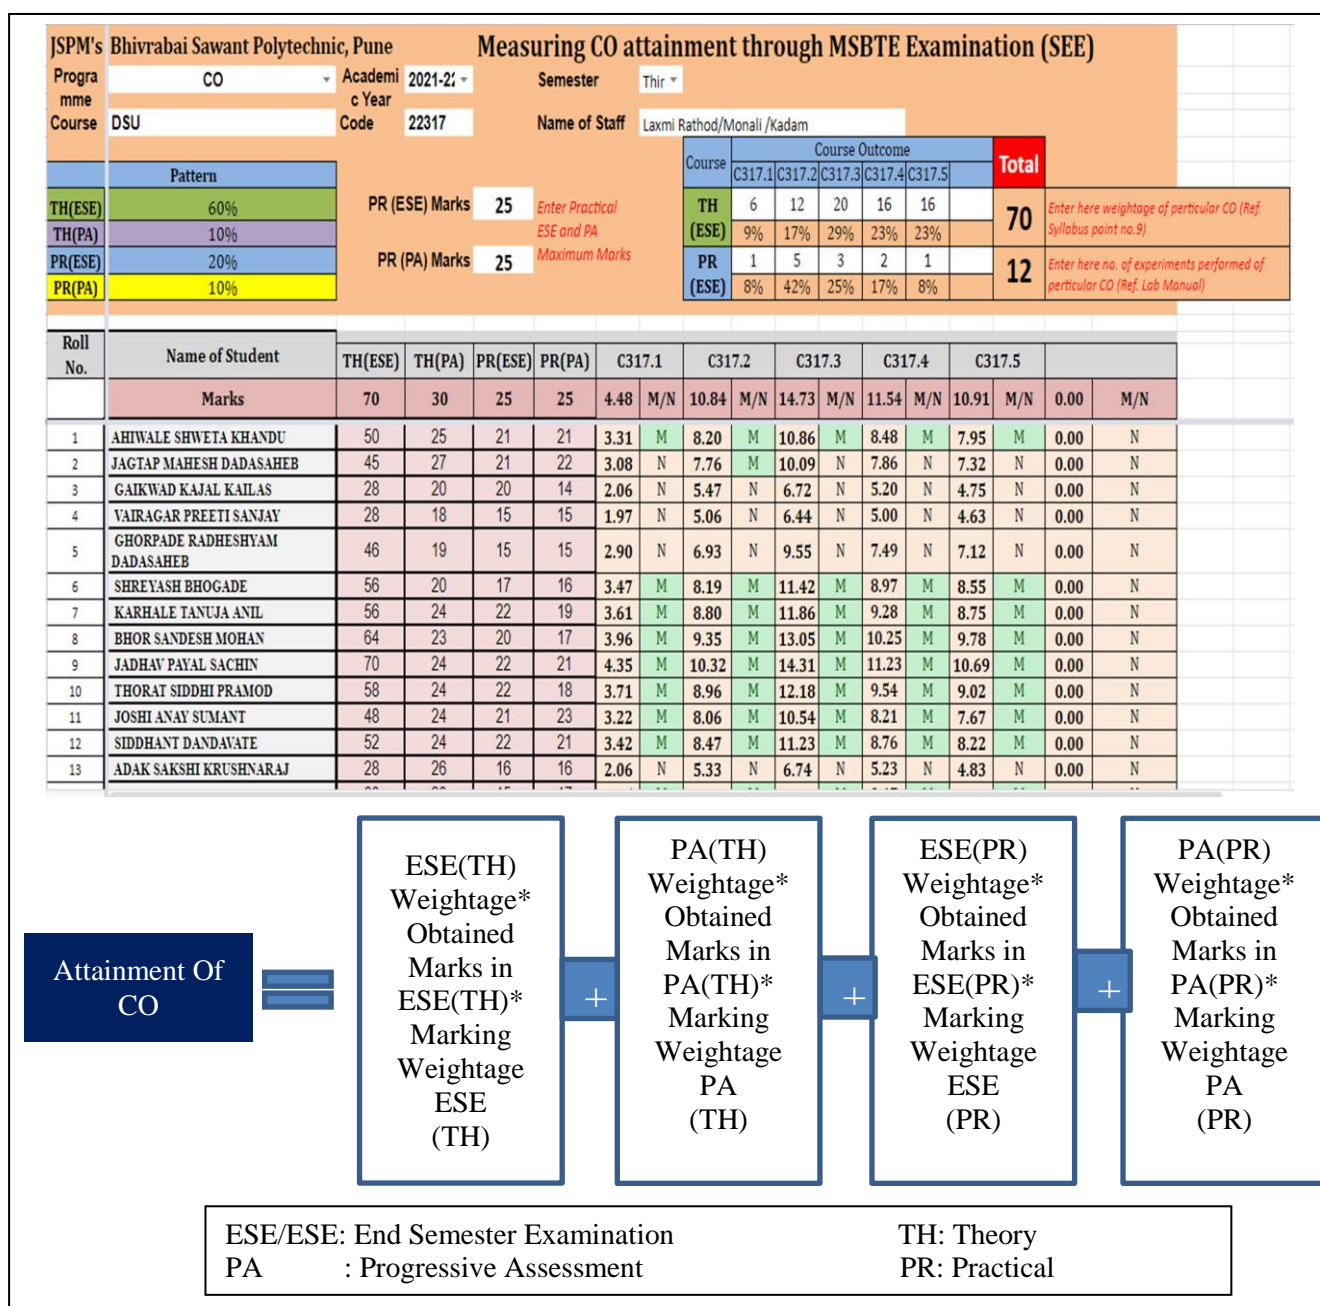 JSPM's Bhivrabai Sawant Polytechnic, Pune Measuring CO attainment through MSBTE Examination (SEE)
Progra mme CO Academi c Year 2021-2 Semester Thir
Course DSU Code 22317 Name of Staff Laxmi Rathod/Monali /Kadam
Pattern
TH(ESE) 60%
TH(PA) 10%
PR(ESE) 20%
PR(PA) 10%
PR (ESE) Marks 25
PR (PA) Marks 25
Enter Practical
ESE and PA
Maximum Marks
Course Course Outcome Total
C317.1 C317.2 C317.3 C317.4 C317.5
TH (ESE) 6 12 20 16 16 70
9% 17% 29% 23% 23%
Enter here weightage of perticular CO (Ref.
Syllabus point no.9)
PR (ESE) 1 5 3 2 1 12
8% 42% 25% 17% 8%
Enter here no. of experiments performed of
perticular CO (Ref. Lab Manual)
Roll No. Name of Student TH(ESE) TH(PA) PR(ESE) PR(PA) C317.1 C317.2 C317.3 C317.4 C317.5
Marks 70 30 25 25 4.48 M/N 10.84 M/N 14.73 M/N 11.54 M/N 10.91 M/N 0.00 M/N
1 AHIWALE SHWETA KHANDU 50 25 21 21 3.31 M 8.20 M 10.86 M 8.48 M 7.95 M 0.00 N
2 JAGTAP MAHESH DADASAHEB 45 27 21 22 3.08 N 7.76 M 10.09 N 7.86 N 7.32 N 0.00 N
3 GAIKWAD KAJAL KAILAS 28 20 20 14 2.06 N 5.47 N 6.72 N 5.20 N 4.75 N 0.00 N
4 VAIRAGAR PREETI SANJAY 28 18 15 15 1.97 N 5.06 N 6.44 N 5.00 N 4.63 N 0.00 N
5 GHORPADE RADHESHYAM DADASAHEB 46 19 15 15 2.90 N 6.93 N 9.55 N 7.49 N 7.12 N 0.00 N
6 SHREYASH BHOGADE 56 20 17 16 3.47 M 8.19 M 11.42 M 8.97 M 8.55 M 0.00 N
7 KARHALE TANUJA ANIL 56 24 22 19 3.61 M 8.80 M 11.86 M 9.28 M 8.75 M 0.00 N
8 BHOR SANDESH MOHAN 64 23 20 17 3.96 M 9.35 M 13.05 M 10.25 M 9.78 M 0.00 N
9 JADHAV PAYAL SACHIN 70 24 22 21 4.35 M 10.32 M 14.31 M 11.23 M 10.69 M 0.00 N
10 THORAT SIDDHI PRAMOD 58 24 22 18 3.71 M 8.96 M 12.18 M 9.54 M 9.02 M 0.00 N
11 JOSHI ANAY SUMANT 48 24 21 23 3.22 M 8.06 M 10.54 M 8.21 M 7.67 M 0.00 N
12 SIDDHANT DANDAVATE 52 24 22 21 3.42 M 8.47 M 11.23 M 8.76 M 8.22 M 0.00 N
13 ADAK SAKSHI KRUSHNARAJ 28 26 16 16 2.06 N 5.33 N 6.74 N 5.23 N 4.83 N 0.00 N
Attainment Of
CO
ESE(TH)
Weightage*
Obtained
Marks in
ESE(TH)*
Marking
Weightage
ESE
(TH)
+
PA(TH)
Weightage*
Obtained
Marks in
PA(TH)*
Marking
Weightage
PA
(TH)
+
ESE(PR)
Weightage*
Obtained
Marks in
ESE(PR)*
Marking
Weightage
ESE
(PR)
+
PA(PR)
Weightage*
Obtained
Marks in
PA(PR)*
Marking
Weightage
PA
(PR)
ESE/ESE: End Semester Examination TH: Theory
PA : Progressive Assessment PR: Practical